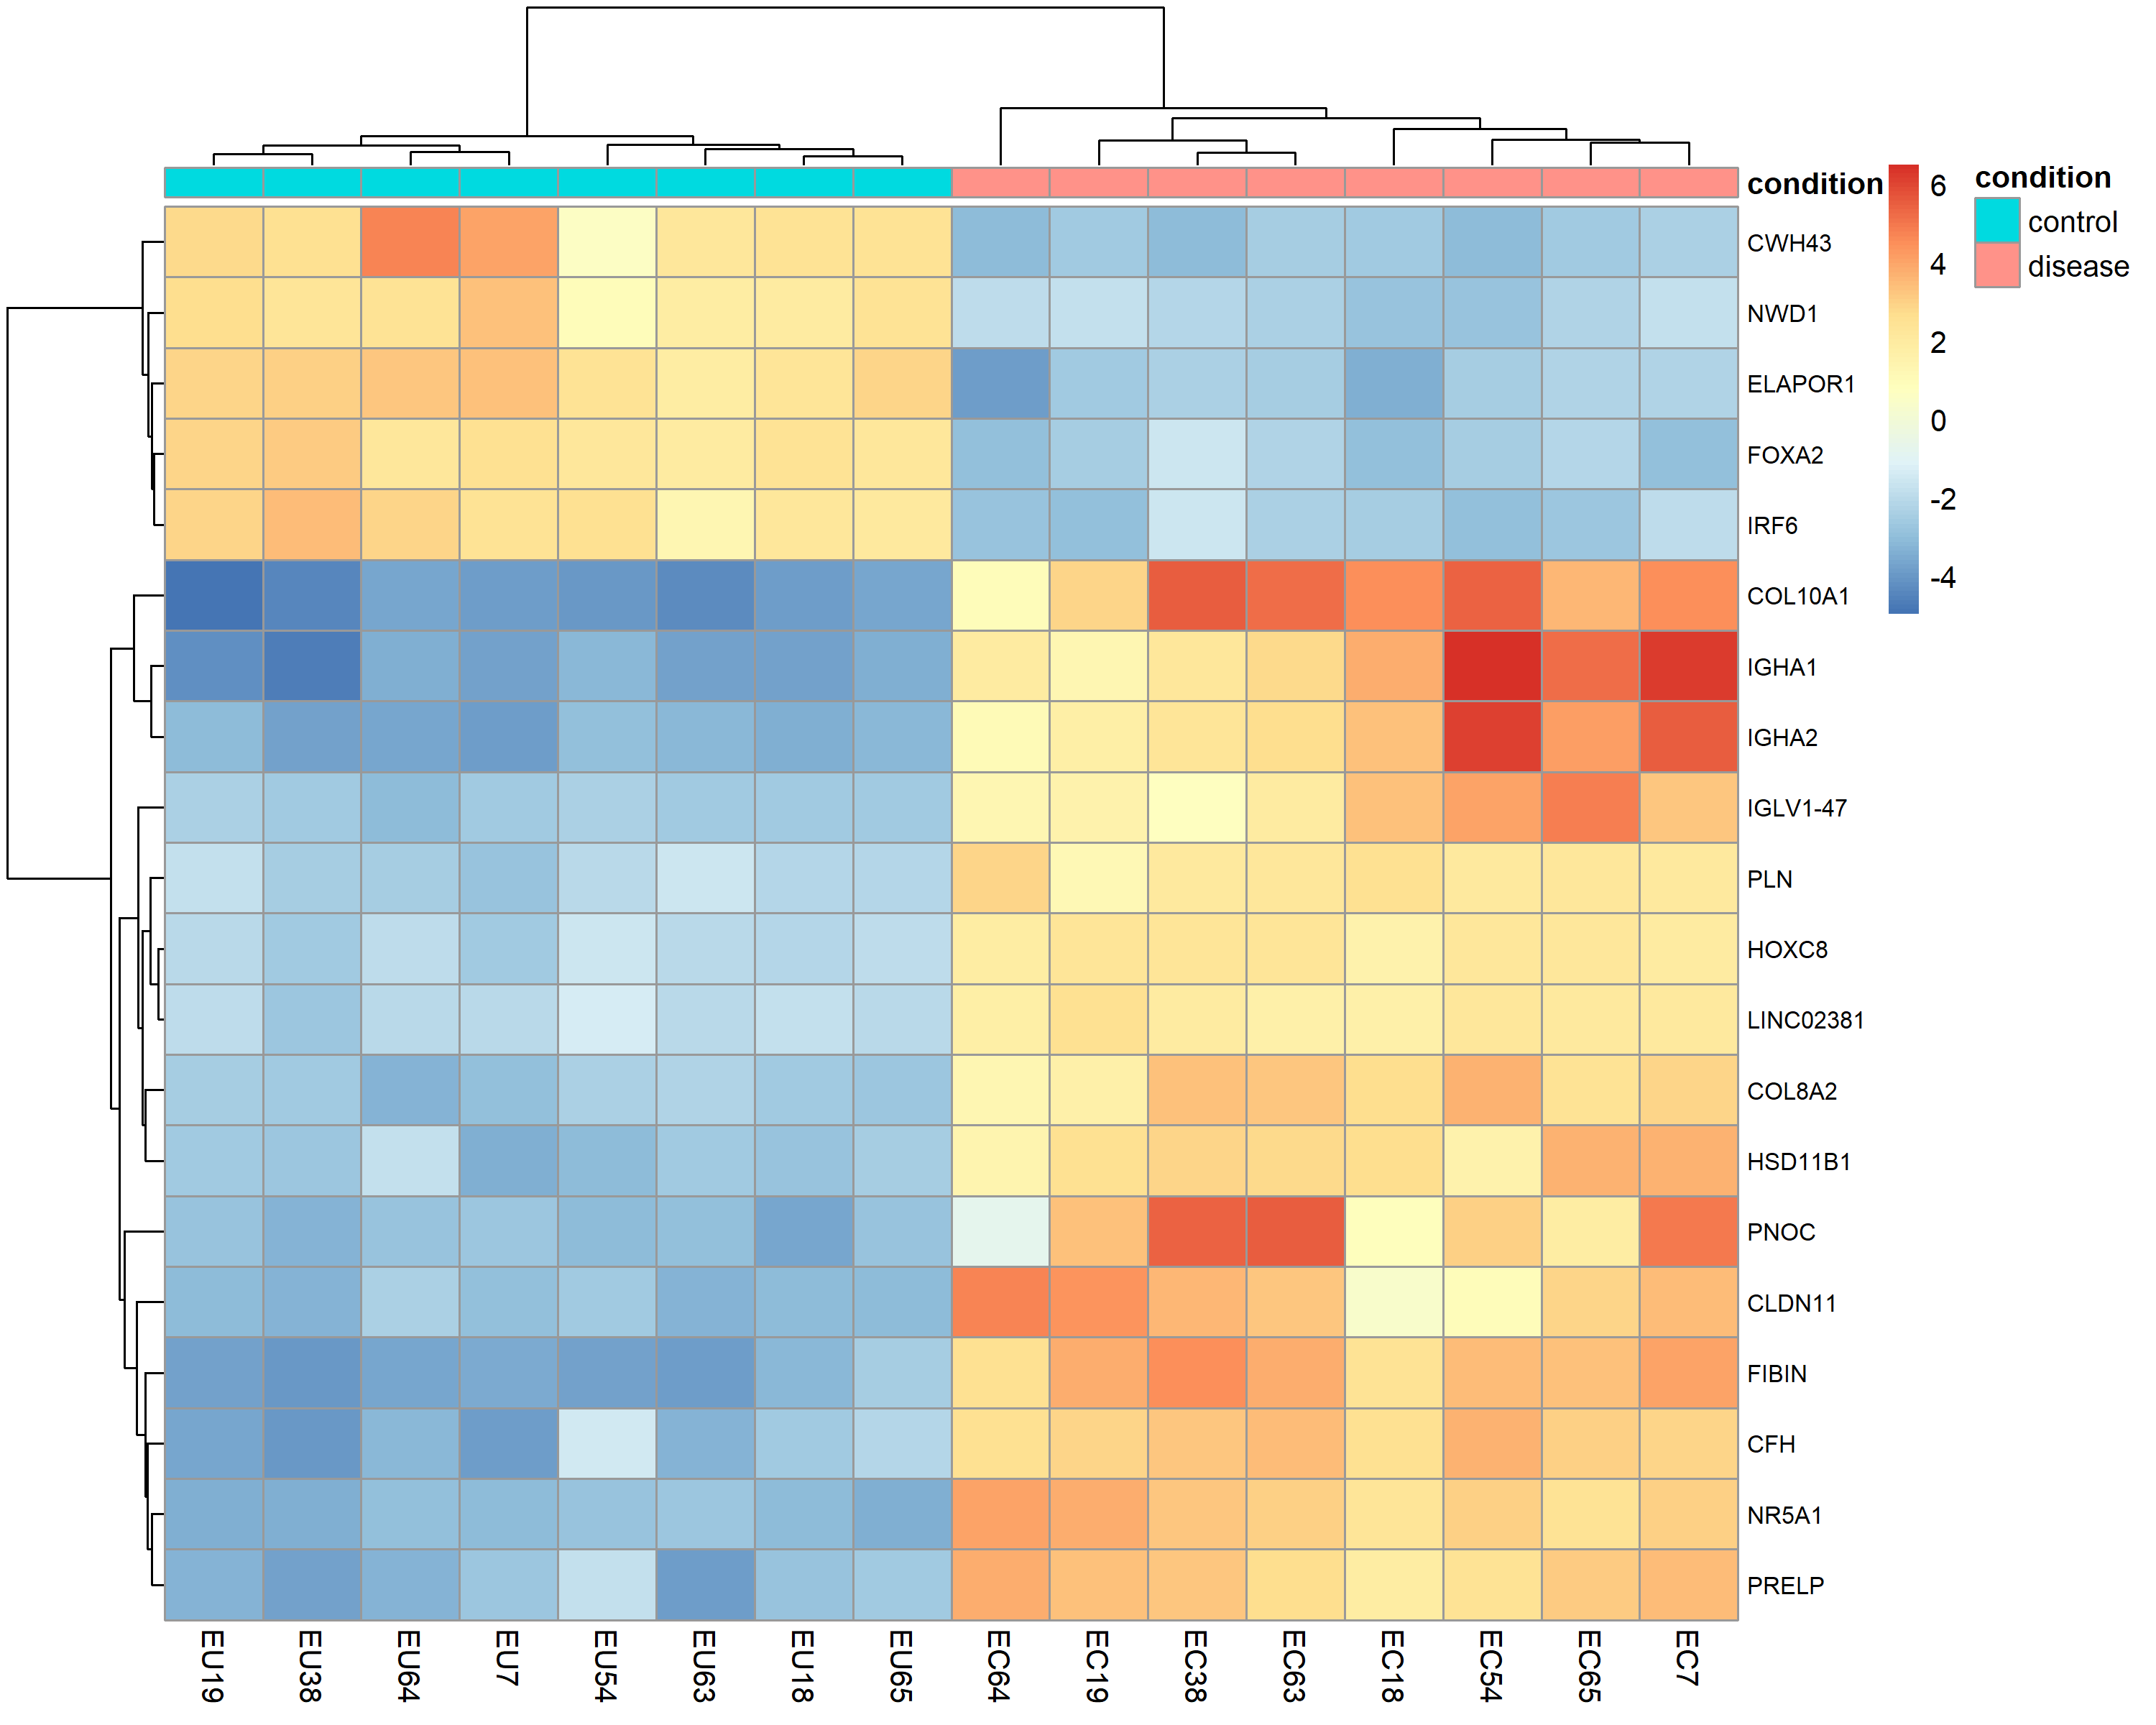 condition
6
4
2
0
-2
-4
condition
control
disease
CWH43
NWD1
ELAPOR1
FOXA2
IRF6
COL10A1
IGHA1
IGHA2
IGLV1-47
PLN
HOXC8
LINC02381
COL8A2
HSD11B1
PNOC
CLDN11
FIBIN
CFH
NR5A1
PRELP
EU19
EU38
EU64
EU7
EU54
EU63
EU18
EU65
EC64
EC19
EC38
EC63
EC18
EC54
EC65
EC7